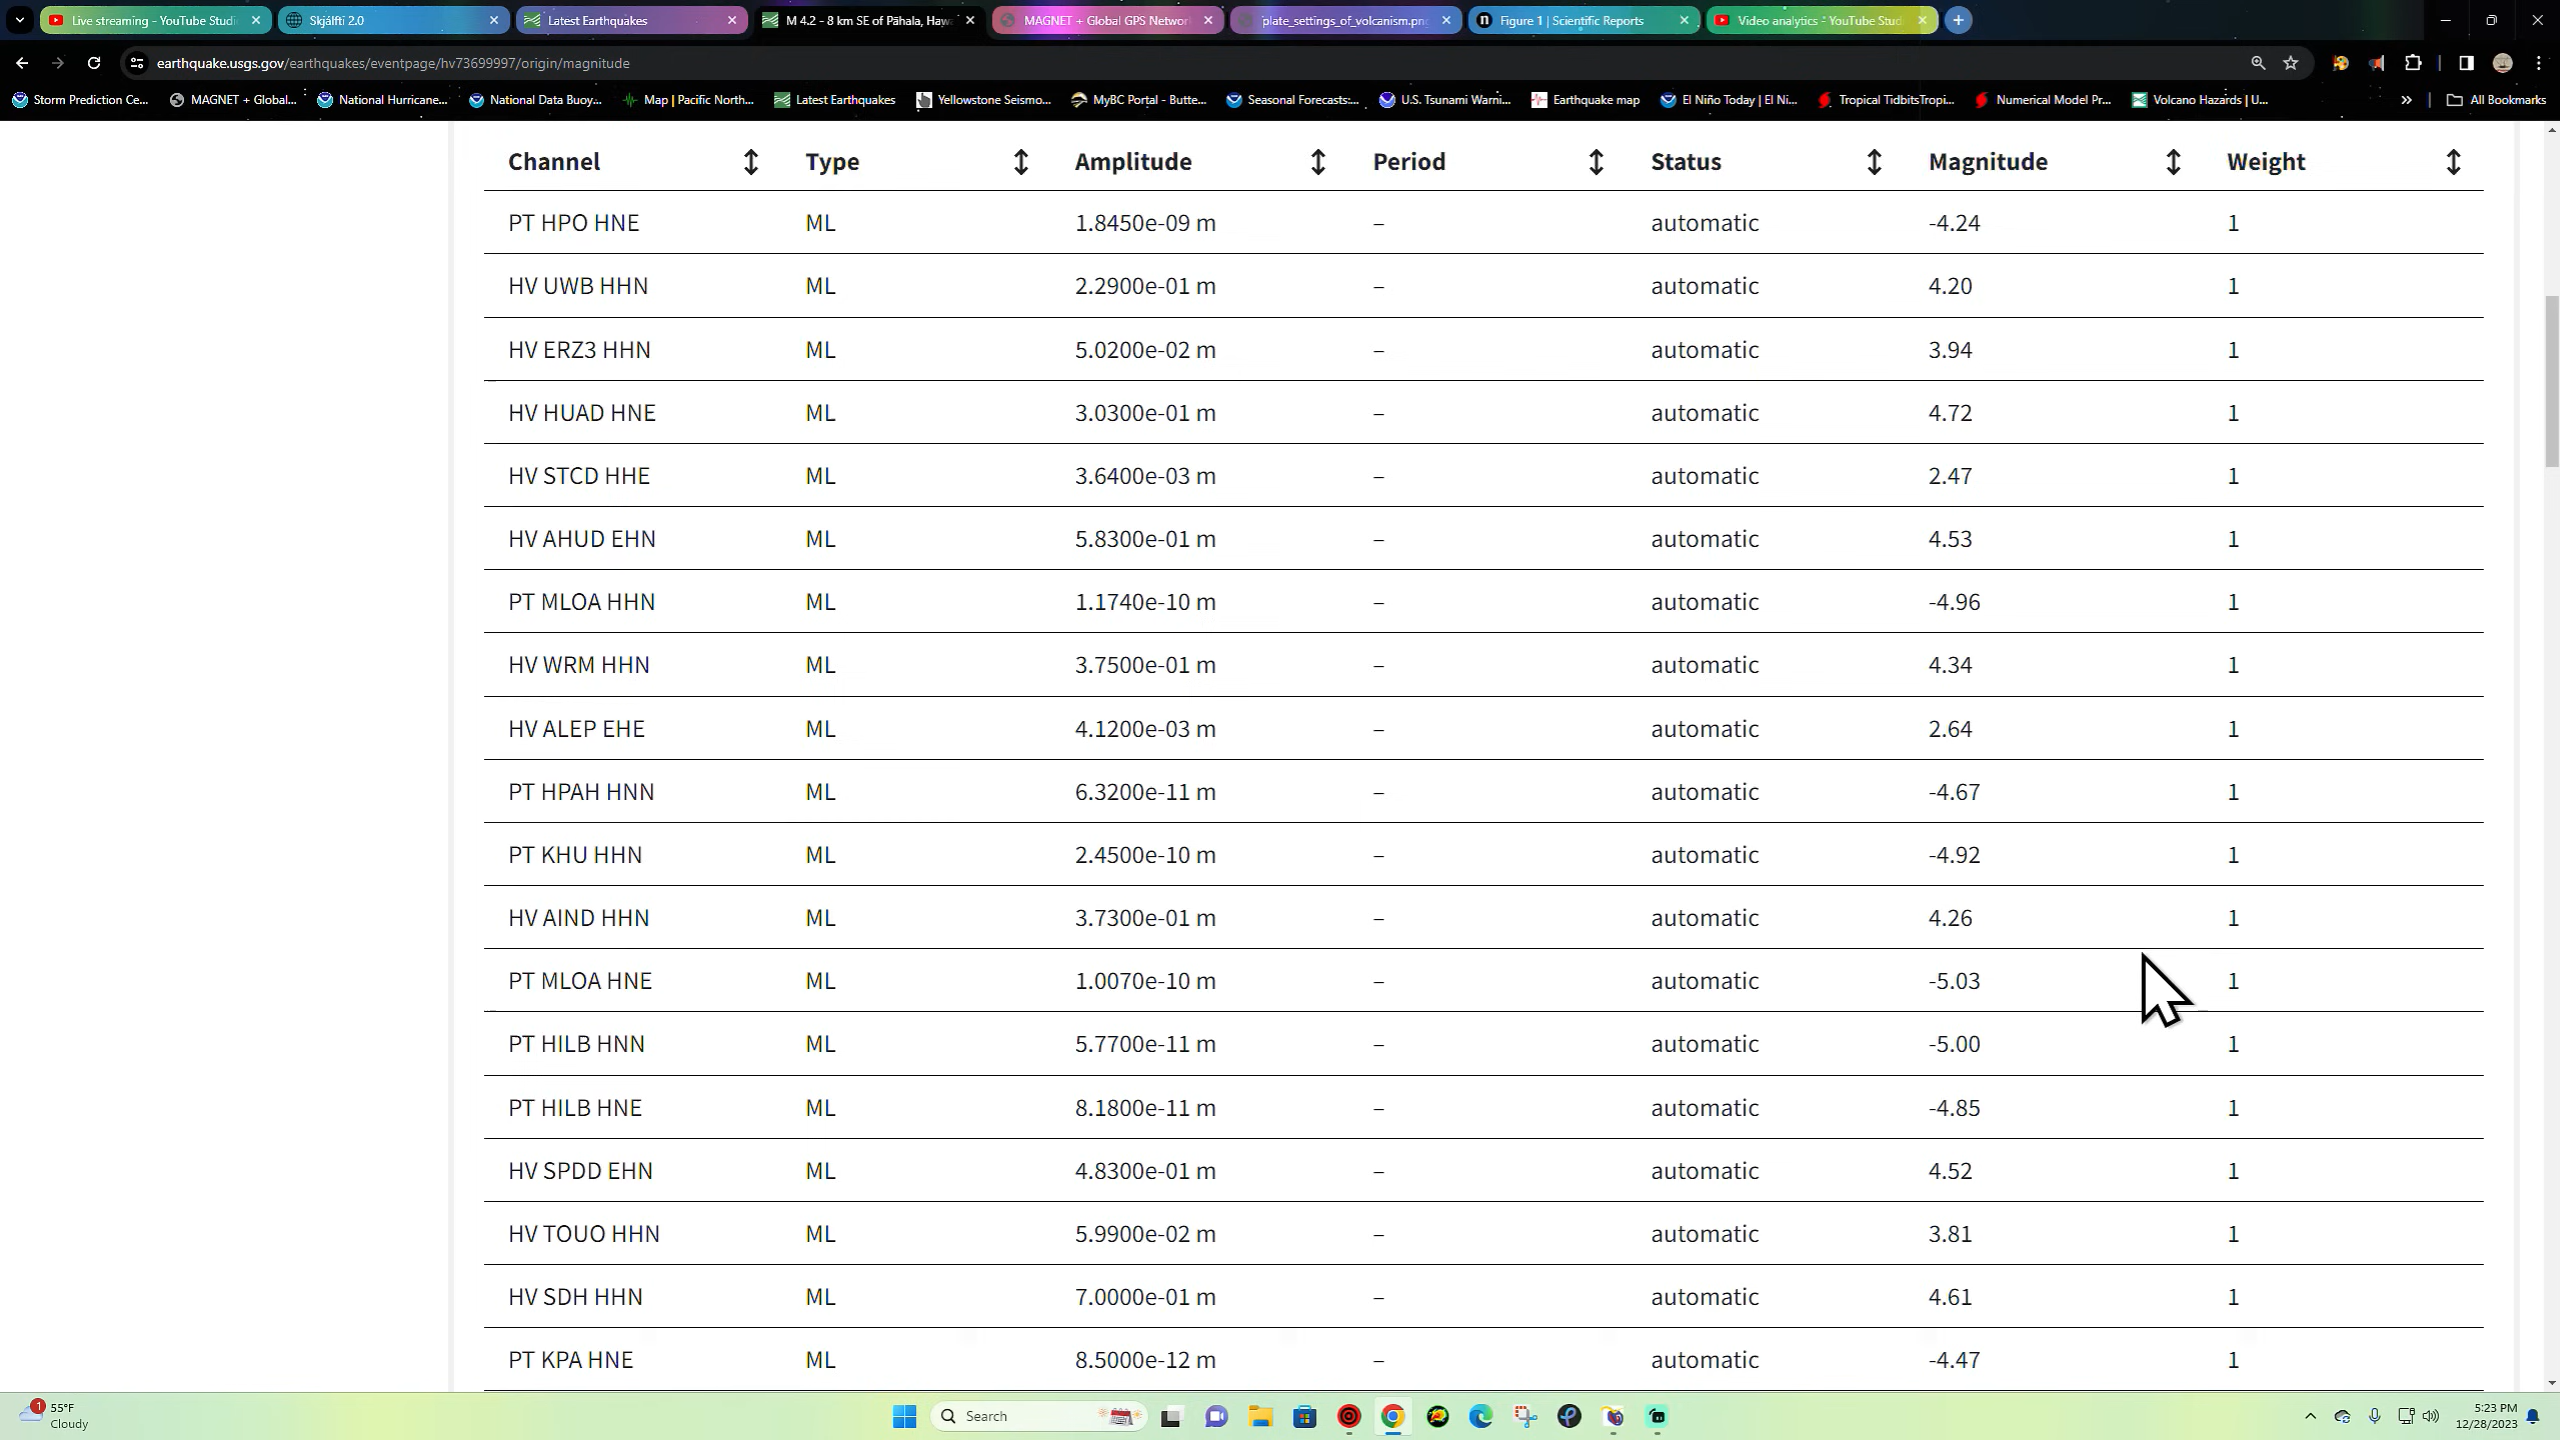 Live streaming - YouTube Studi
Skjálfti 2.0
Latest Earthquakes
M 4.2 - 8 km SE of Pāhala, Haw
MAGNET + Global GPS Network
plate_settings_of_volcanism.pn
Figure 1 | Scientific Reports
Video analytics - YouTube Stud
earthquake.usgs.gov/earthquakes/eventpage/hv73699997/origin/magnitude
Storm Prediction Ce...
MAGNET + Global...
National Hurricane...
National Data Buoy...
Map | Pacific North...
Latest Earthquakes
Yellowstone Seismo...
MyBC Portal - Butte...
Seasonal Forecasts:...
U.S. Tsunami Warni...
Earthquake map
El Niño Today | El Ni...
Tropical TidbitsTropi...
Numerical Model Pr...
Volcano Hazards | U...
»
All Bookmarks
Channel Type Amplitude Period Status Magnitude Weight
PT HPO HNE ML 1.8450e-09 m – automatic -4.24 1
HV UWB HHN ML 2.2900e-01 m – automatic 4.20 1
HV ERZ3 HHN ML 5.0200e-02 m – automatic 3.94 1
HV HUAD HNE ML 3.0300e-01 m – automatic 4.72 1
HV STCD HHE ML 3.6400e-03 m – automatic 2.47 1
HV AHUD EHN ML 5.8300e-01 m – automatic 4.53 1
PT MLOA HHN ML 1.1740e-10 m – automatic -4.96 1
HV WRM HHN ML 3.7500e-01 m – automatic 4.34 1
HV ALEP EHE ML 4.1200e-03 m – automatic 2.64 1
PT HPAH HNN ML 6.3200e-11 m – automatic -4.67 1
PT KHU HHN ML 2.4500e-10 m – automatic -4.92 1
HV AIND HHN ML 3.7300e-01 m – automatic 4.26 1
PT MLOA HNE ML 1.0070e-10 m – automatic -5.03 1
PT HILB HNN ML 5.7700e-11 m – automatic -5.00 1
PT HILB HNE ML 8.1800e-11 m – automatic -4.85 1
HV SPDD EHN ML 4.8300e-01 m – automatic 4.52 1
HV TOUO HHN ML 5.9900e-02 m – automatic 3.81 1
HV SDH HHN ML 7.0000e-01 m – automatic 4.61 1
PT KPA HNE ML 8.5000e-12 m – automatic -4.47 1
1
55°F
Cloudy
Search
5:23 PM
12/28/2023